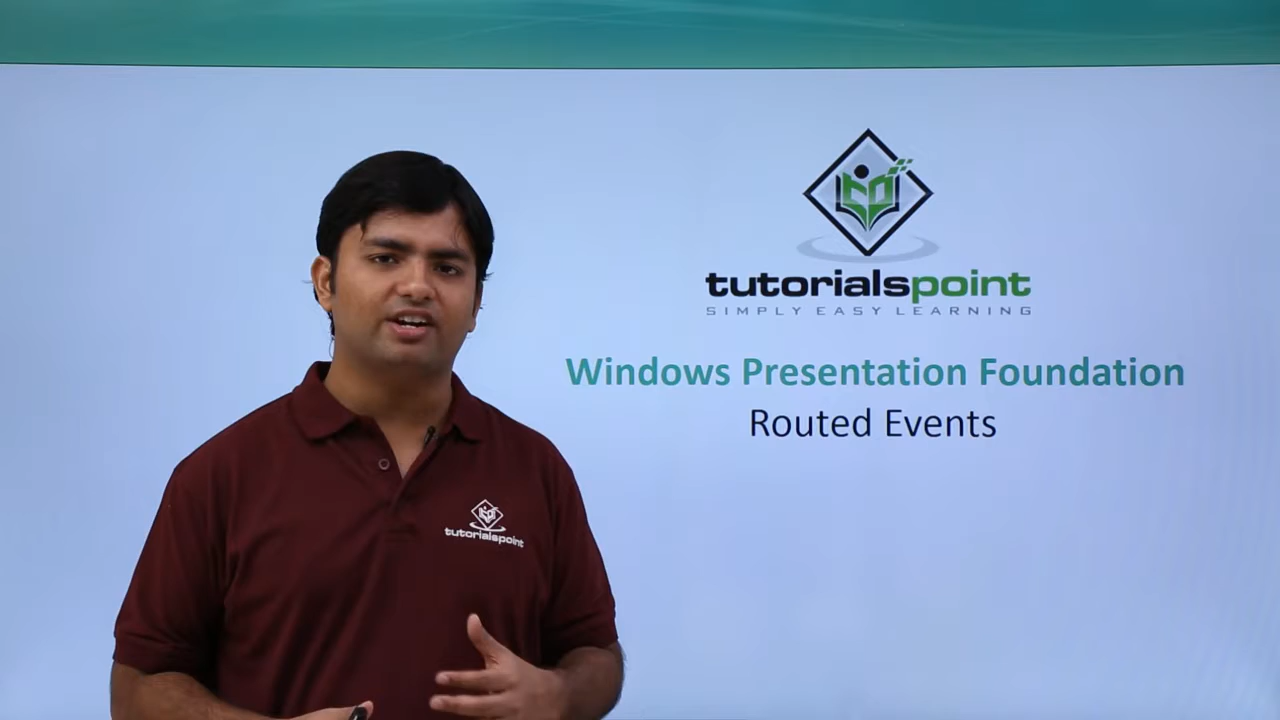 tutorialspoint
SIMPLY EASY LEARNING
Windows Presentation Foundation
Routed Events
tutorialspoint